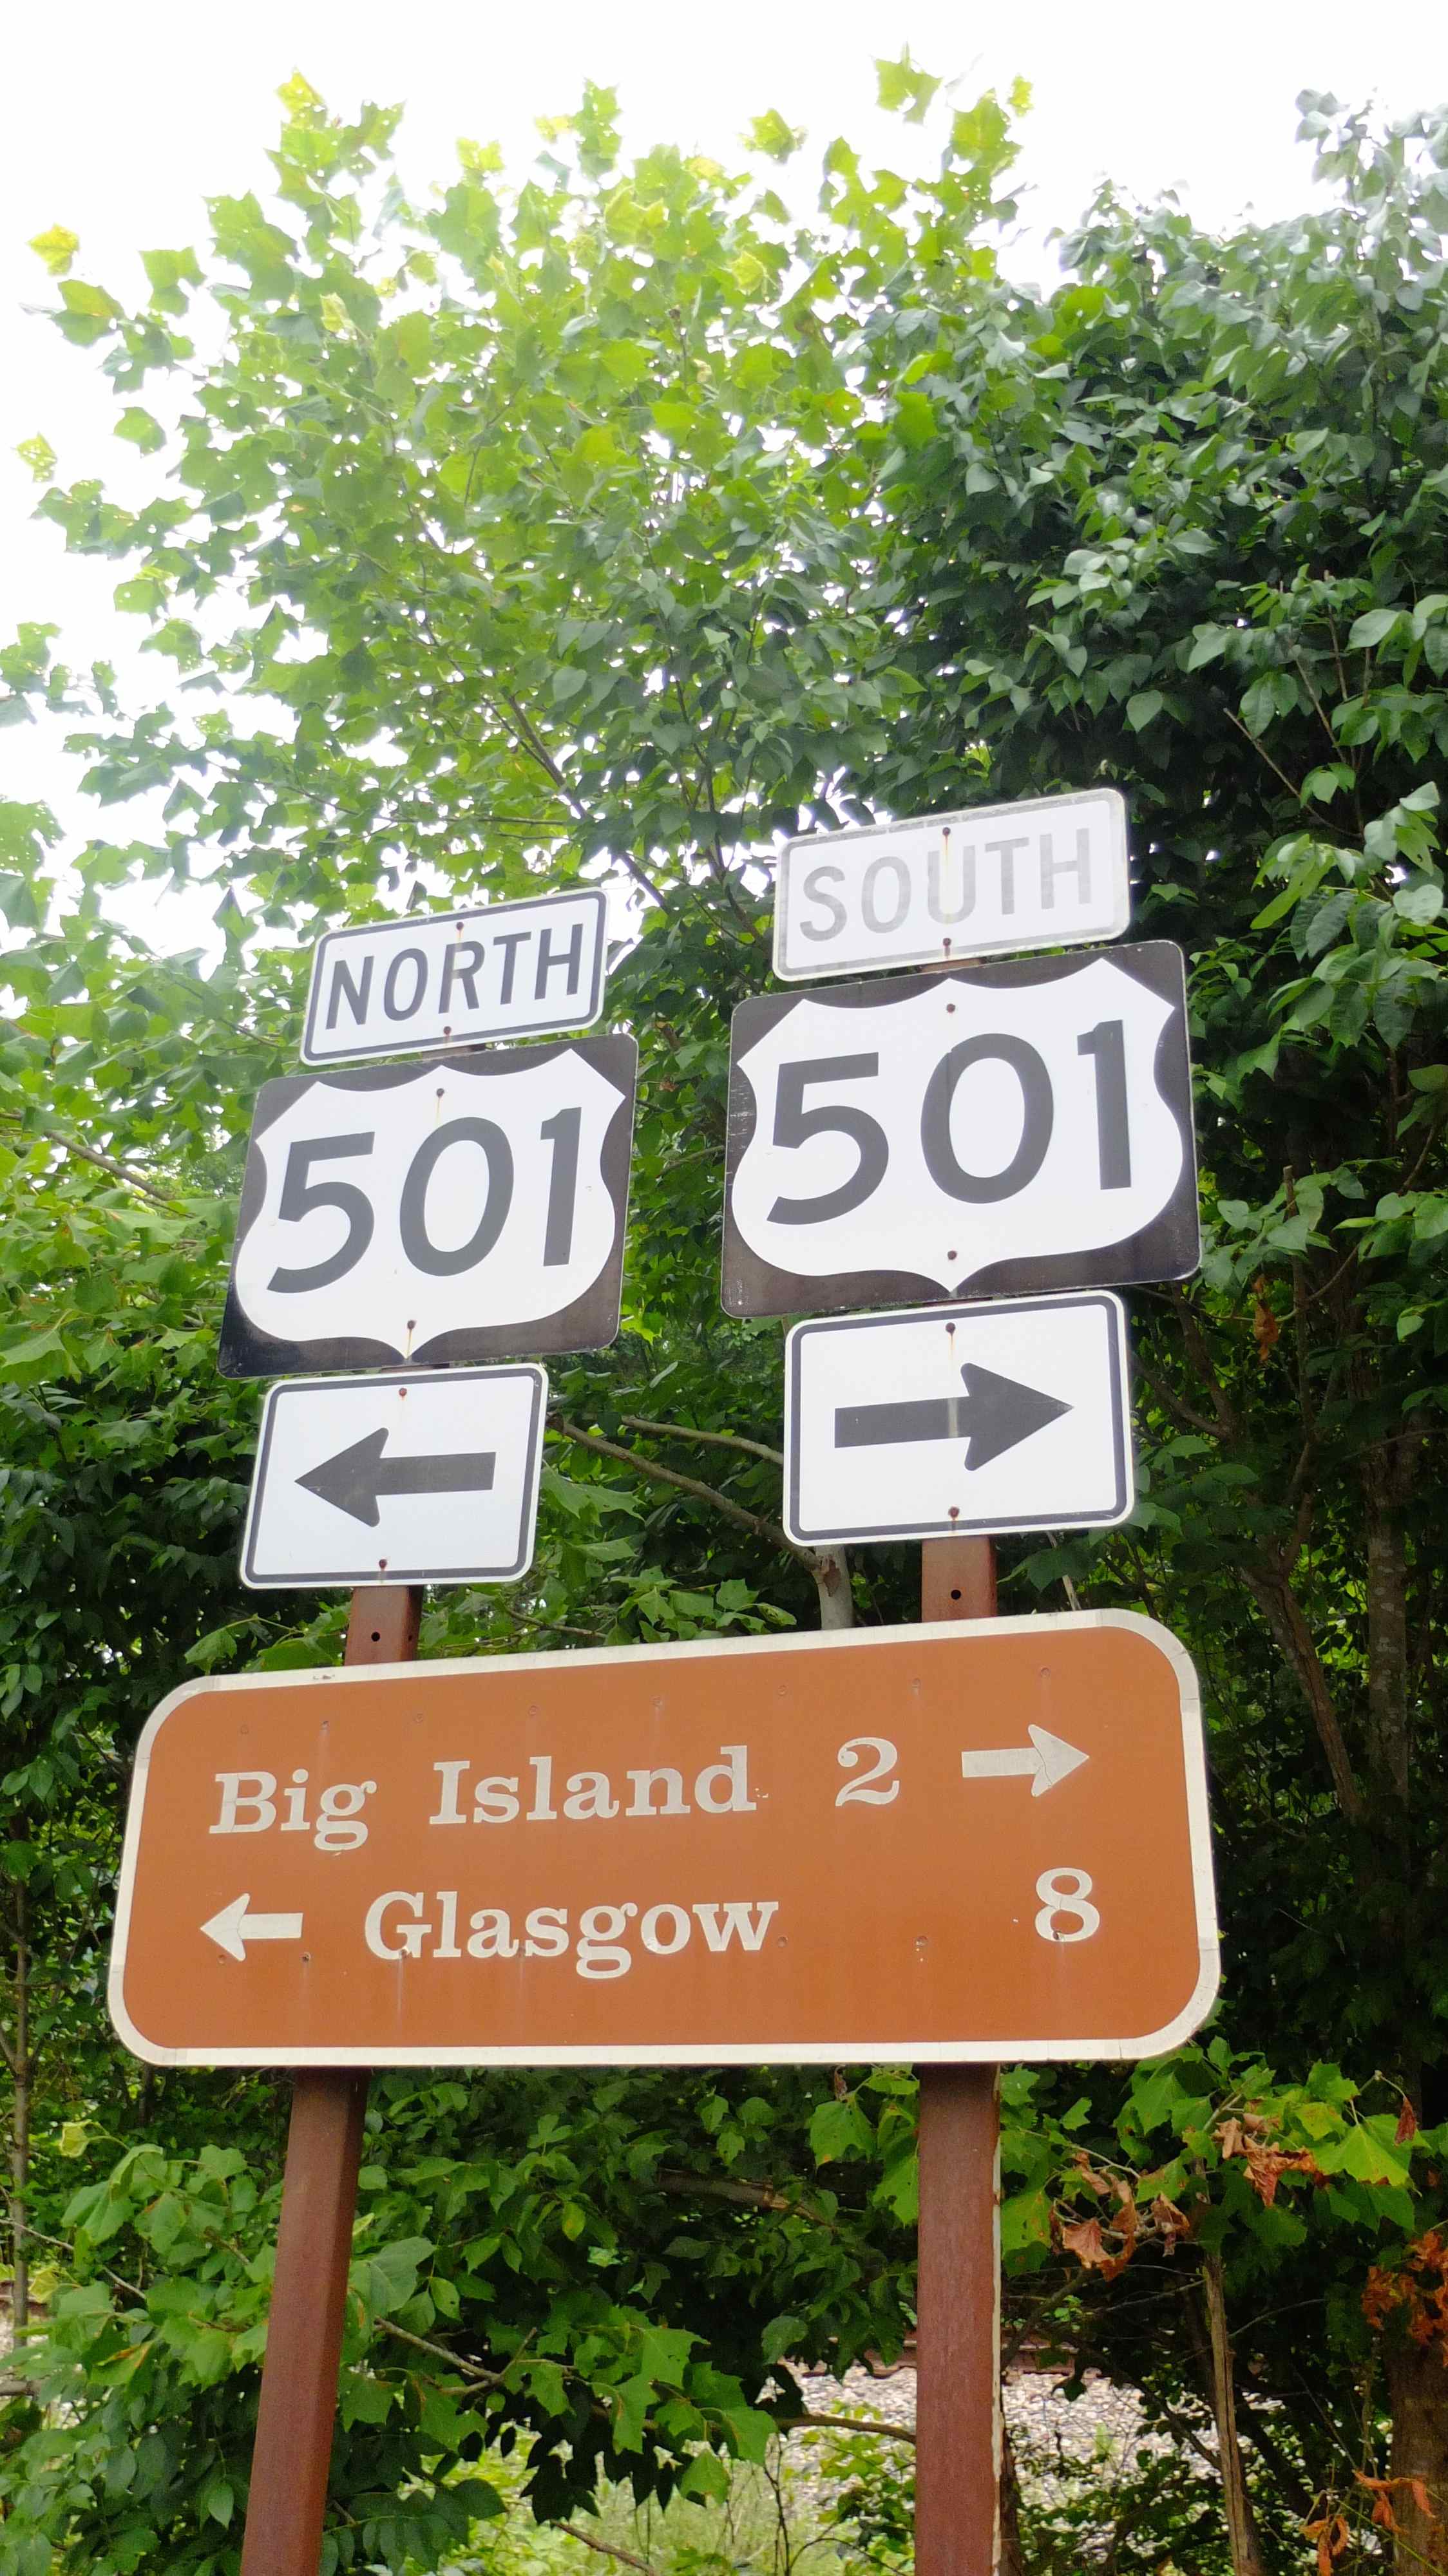 NORTH
501
SOUTH
501
Big Island 2
Glasgow 8